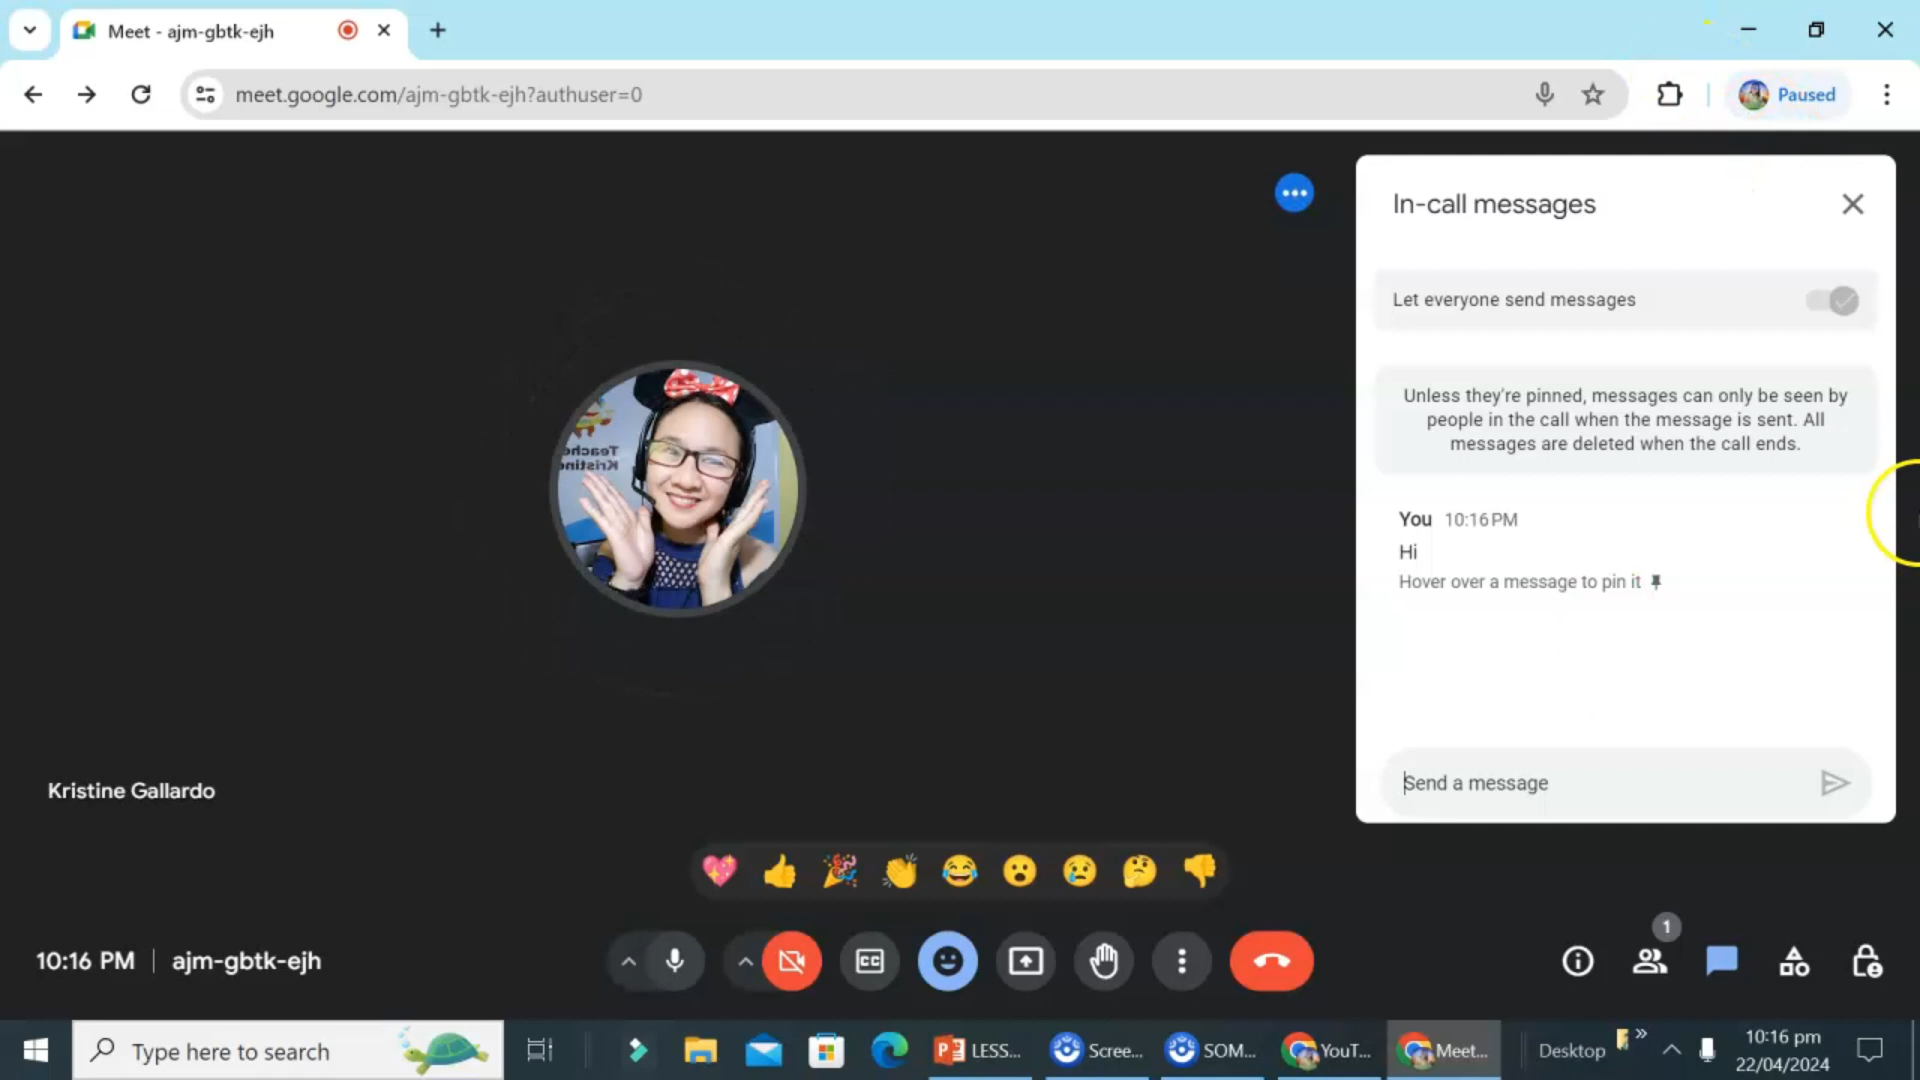 Meet - ajm-gbtk-ejh
meet.google.com/ajm-gbtk-ejh?authuser=0
Paused
In-call messages
Let everyone send messages
Unless they're pinned, messages can only be seen by
people in the call when the message is sent. All
messages are deleted when the call ends.
You 10:16 PM
Hi
Hover over a message to pin it
Send a message
Kristine Gallardo
10:16 PM | ajm-gbtk-ejh
CC
1
Type here to search
LESS...
Scree...
SOM...
YouT...
Meet...
Desktop
10:16 pm
22/04/2024